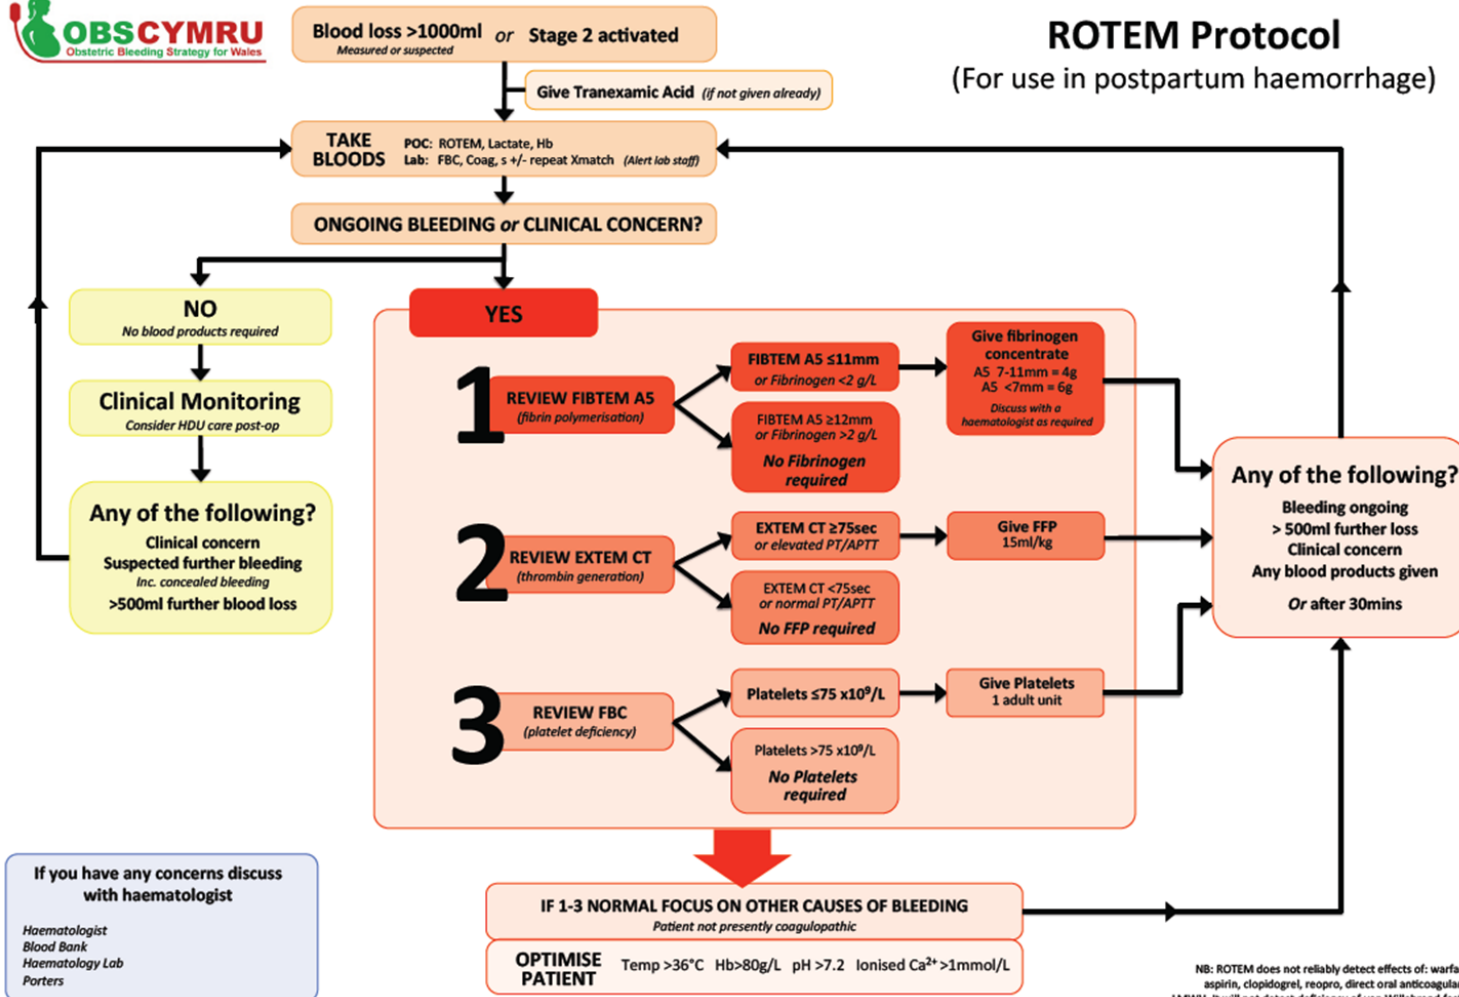 OBSCYMRU
Obstetric Bleeding Strategy for Wales
ROTEM Protocol
(For use in postpartum haemorrhage)
Blood loss >1000ml or Stage 2 activated
Measured or suspected
Give Tranexamic Acid (if not given already)
TAKE BLOODS
POC: ROTEM, Lactate, Hb
Lab: FBC, Coag, s +/- repeat Xmatch (Alert lab staff)
ONGOING BLEEDING or CLINICAL CONCERN?
NO
No blood products required
Clinical Monitoring
Consider HDU care post-op
Any of the following?
Clinical concern
Suspected further bleeding
Inc. concealed bleeding
>500ml further blood loss
YES
1
REVIEW FIBTEM A5
(fibrin polymerisation)
FIBTEM A5 ≤11mm
or Fibrinogen <2 g/L
FIBTEM A5 ≥12mm
or Fibrinogen >2 g/L
No Fibrinogen
required
Give fibrinogen
concentrate
A5 7-11mm = 4g
A5 <7mm = 6g
Discuss with a
haematologist as required
2
REVIEW EXTEM CT
(thrombin generation)
EXTEM CT ≥75sec
or elevated PT/APTT
EXTEM CT <75sec
or normal PT/APTT
No FFP required
Give FFP
15ml/kg
3
REVIEW FBC
(platelet deficiency)
Platelets ≤75 x10⁹/L
Platelets >75 x10⁹/L
No Platelets
required
Give Platelets
1 adult unit
Any of the following?
Bleeding ongoing
> 500ml further loss
Clinical concern
Any blood products given
Or after 30mins
IF 1-3 NORMAL FOCUS ON OTHER CAUSES OF BLEEDING
Patient not presently coagulopathic
OPTIMISE
PATIENT
Temp >36°C Hb>80g/L pH >7.2 Ionised Ca²⁺ >1mmol/L
If you have any concerns discuss
with haematologist
Haematologist
Blood Bank
Haematology Lab
Porters
NB: ROTEM does not reliably detect effects of: warfa
aspirin, clopidogrel, reopro, direct oral anticoagula